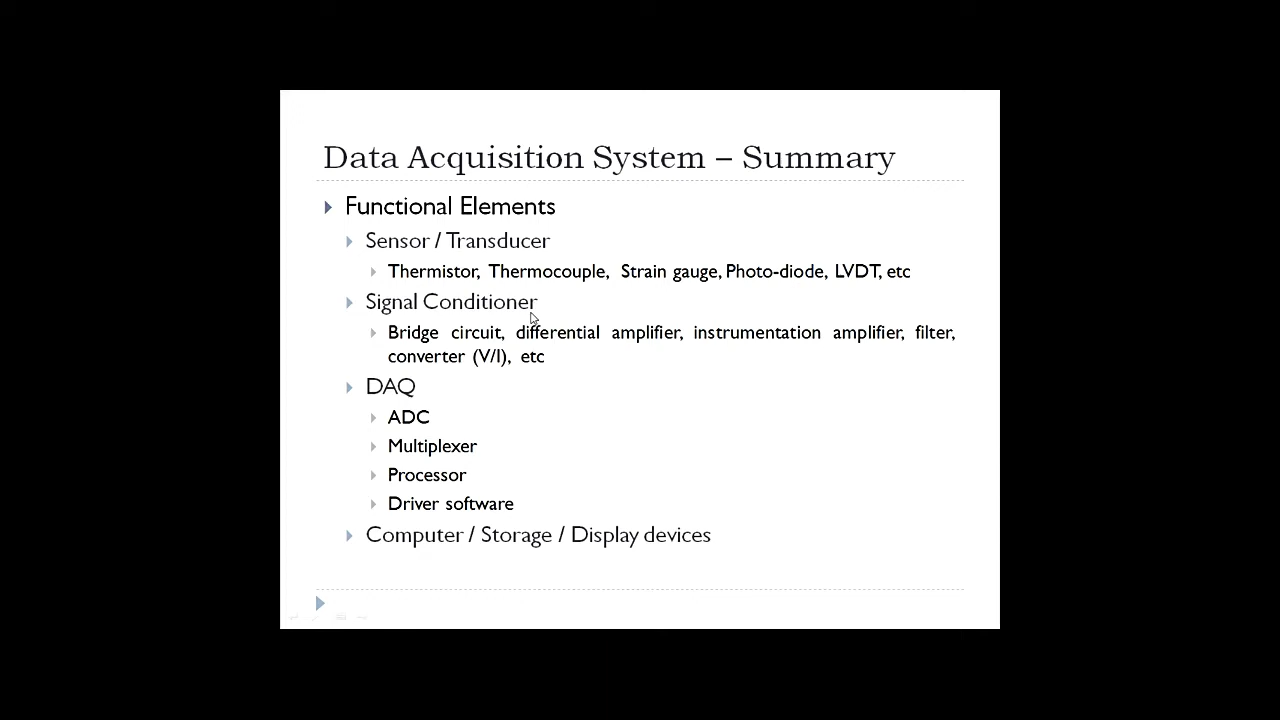 Data Acquisition System – Summary
Functional Elements
Sensor / Transducer
Thermistor, Thermocouple, Strain gauge, Photo-diode, LVDT, etc
Signal Conditioner
Bridge circuit, differential amplifier, instrumentation amplifier, filter,
converter (V/I), etc
DAQ
ADC
Multiplexer
Processor
Driver software
Computer / Storage / Display devices